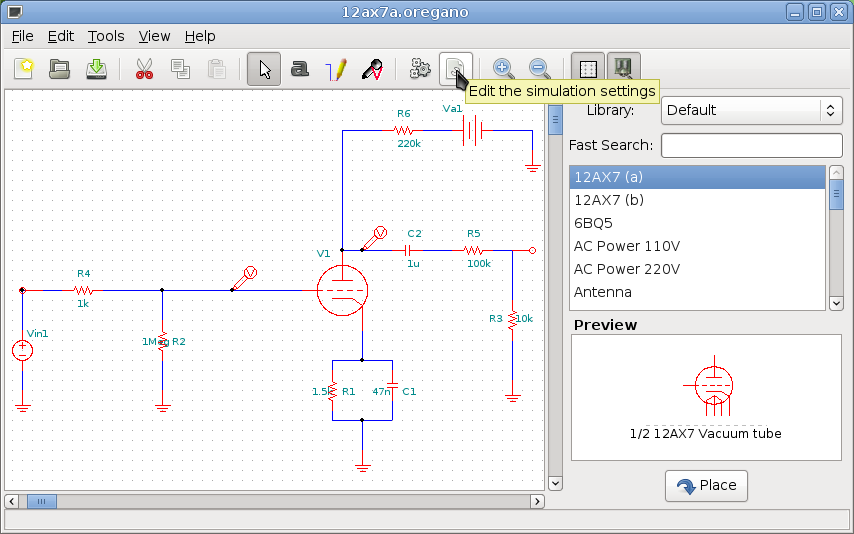 12ax7a.oregano
File Edit Tools View Help
Edit the simulation settings
Library: Default
Fast Search:
12AX7 (a)
12AX7 (b)
6BQ5
AC Power 110V
AC Power 220V
Antenna
Preview
1/2 12AX7 Vacuum tube
Place
R6
220k
Va1
V1
V
C2
1u
R5
100k
V
R4
1k
Vin1
1Meg R2
R3 10k
R1
47n C1